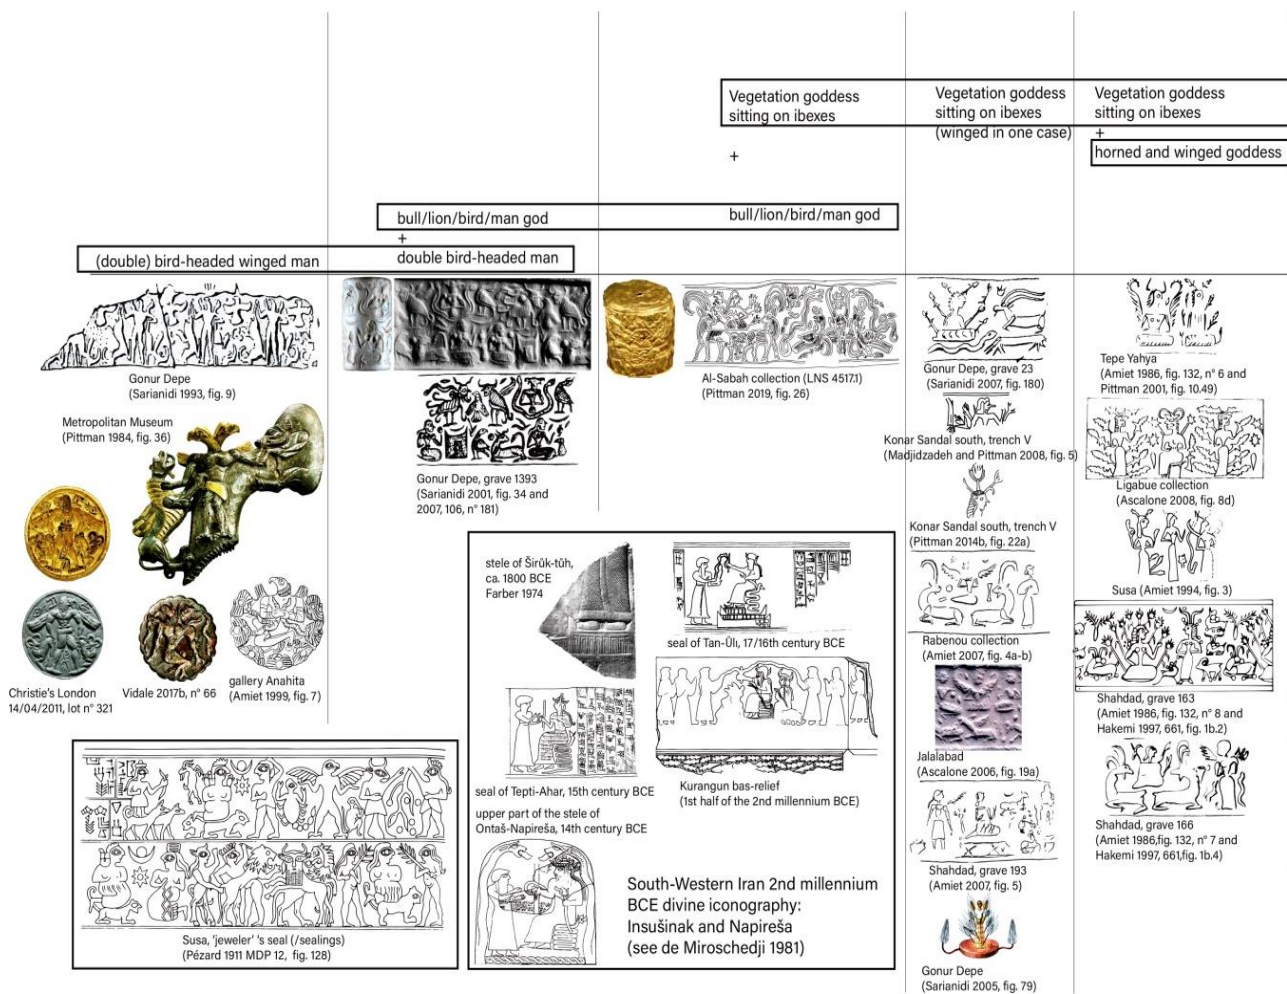 Vegetation goddess
sitting on ibexes
+
Vegetation goddess
sitting on ibexes
(winged in one case)
Vegetation goddess
sitting on ibexes
+
horned and winged goddess
bull/lion/bird/man god
+
double bird-headed man
bull/lion/bird/man god
(double) bird-headed winged man
Gonur Depe
(Sarianidi 1993, fig. 9)
Metropolitan Museum
(Pittman 1984, fig. 36)
Christie's London
14/04/2011, lot n° 321
Vidale 2017b, n° 66
gallery Anahita
(Amiet 1999, fig. 7)
Susa, 'jeweler' 's seal (/sealings)
(Pézard 1911 MDP 12, fig. 128)
Gonur Depe, grave 1393
(Sarianidi 2001, fig. 34 and
2007, 106, n° 181)
Al-Sabah collection (LNS 4517.1)
(Pittman 2019, fig. 26)
stele of Širûk-tûh,
ca. 1800 BCE
Farber 1974
seal of Tan-Ûli, 17/16th century BCE
seal of Tepti-Ahar, 15th century BCE
Kurangun bas-relief
(1st half of the 2nd millennium BCE)
upper part of the stele of
Ontaš-Napireša, 14th century BCE
South-Western Iran 2nd millennium
BCE divine iconography:
Insušinak and Napireša
(see de Miroschedji 1981)
Gonur Depe, grave 23
(Sarianidi 2007, fig. 180)
Konar Sandal south, trench V
(Madjidzadeh and Pittman 2008, fig. 5)
Konar Sandal south, trench V
(Pittman 2014b, fig. 22a)
Rabenou collection
(Amiet 2007, fig. 4a-b)
Jalalabad
(Ascalone 2006, fig. 19a)
Shahdad, grave 193
(Amiet 2007, fig. 5)
Gonur Depe
(Sarianidi 2005, fig. 79)
Tepe Yahya
(Amiet 1986, fig. 132, n° 6 and
Pittman 2001, fig. 10.49)
Ligabue collection
(Ascalone 2008, fig. 8d)
Susa (Amiet 1994, fig. 3)
Shahdad, grave 163
(Amiet 1986, fig. 132, n° 8 and
Hakemi 1997, 661, fig. 1b.2)
Shahdad, grave 166
(Amiet 1986,fig. 132, n° 7 and
Hakemi 1997, 661,fig. 1b.4)